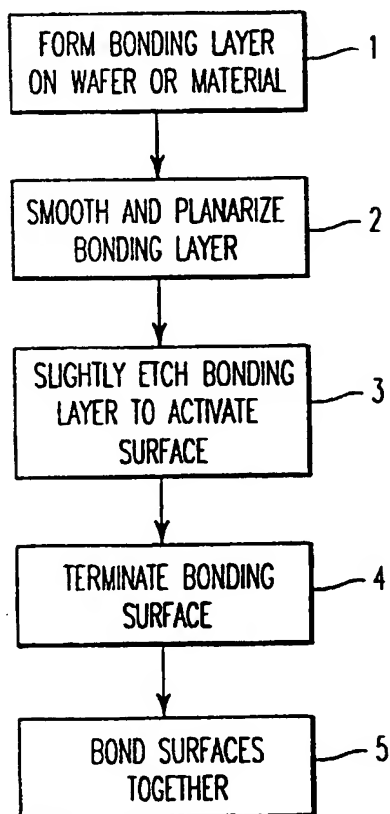 FORM BONDING LAYER
ON WAFER OR MATERIAL
1
SMOOTH AND PLANARIZE
BONDING LAYER
2
SLIGHTLY ETCH BONDING
LAYER TO ACTIVATE
SURFACE
3
TERMINATE BONDING
SURFACE
4
BOND SURFACES
TOGETHER
5